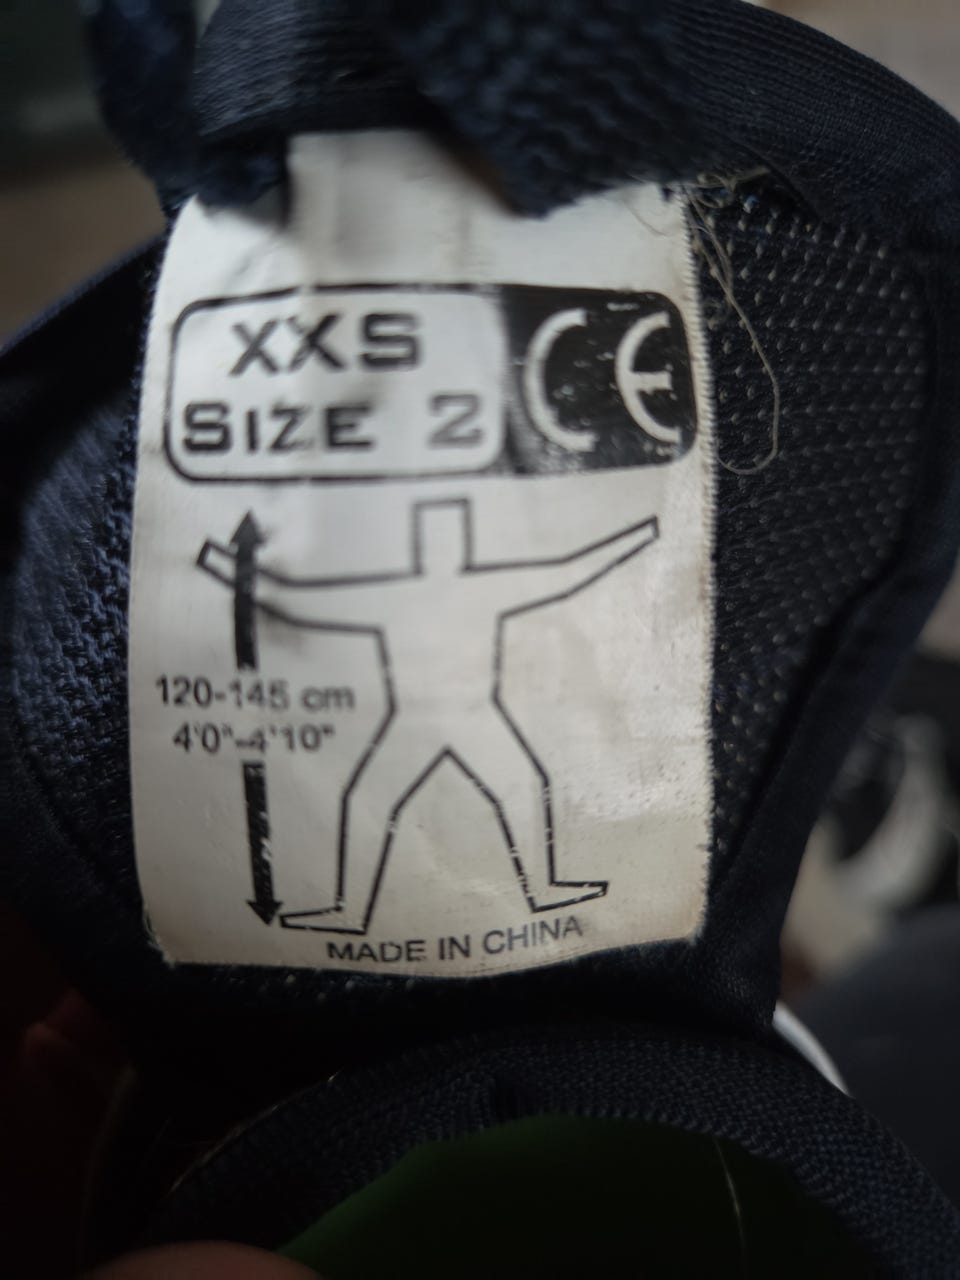 XXS
SIZE 2
CE
120-145 cm
4'0"-4'10"
MADE IN CHINA